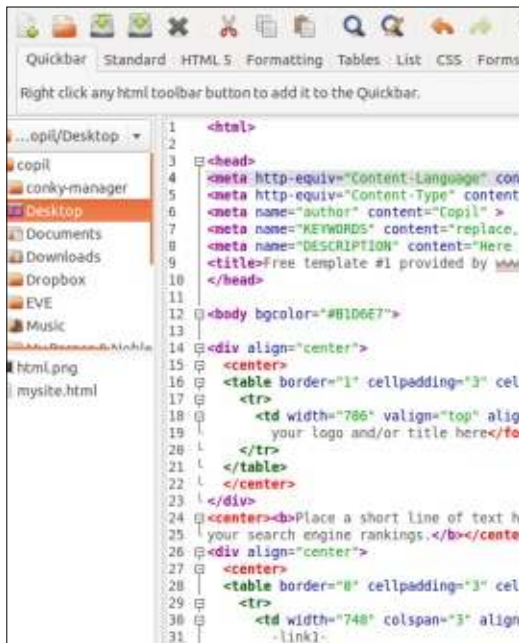 Quickbar Standard HTML 5 Formatting Tables List CSS Forms
Right click any html toolbar button to add it to the Quickbar.
...opil/Desktop
copil
conky-manager
Desktop
Documents
Downloads
Dropbox
EVE
Music
html.png
mysite.html
1 <html>
2
3 <head>
4 <meta http-equiv="Content-Language" con
5 <meta http-equiv="Content-Type" content
6 <meta name="author" content="Copil" >
7 <meta name="KEYWORDS" content="replace,
8 <meta name="DESCRIPTION" content="Here
9 <title>Free template #1 provided by www
10 </head>
11
12 <body bgcolor="#B1D6E7">
13
14 <div align="center">
15 <center>
16 <table border="1" cellpadding="3" cel
17 <tr>
18 <td width="786" valign="top" alig
19 your logo and/or title here</fo
20 </tr>
21 </table>
22 </center>
23 </div>
24 <center><b>Place a short line of text h
25 your search engine rankings.</b></cente
26 <div align="center">
27 <center>
28 <table border="0" cellpadding="3" cel
29 <tr>
30 <td width="748" colspan="3" align
31 -link1-